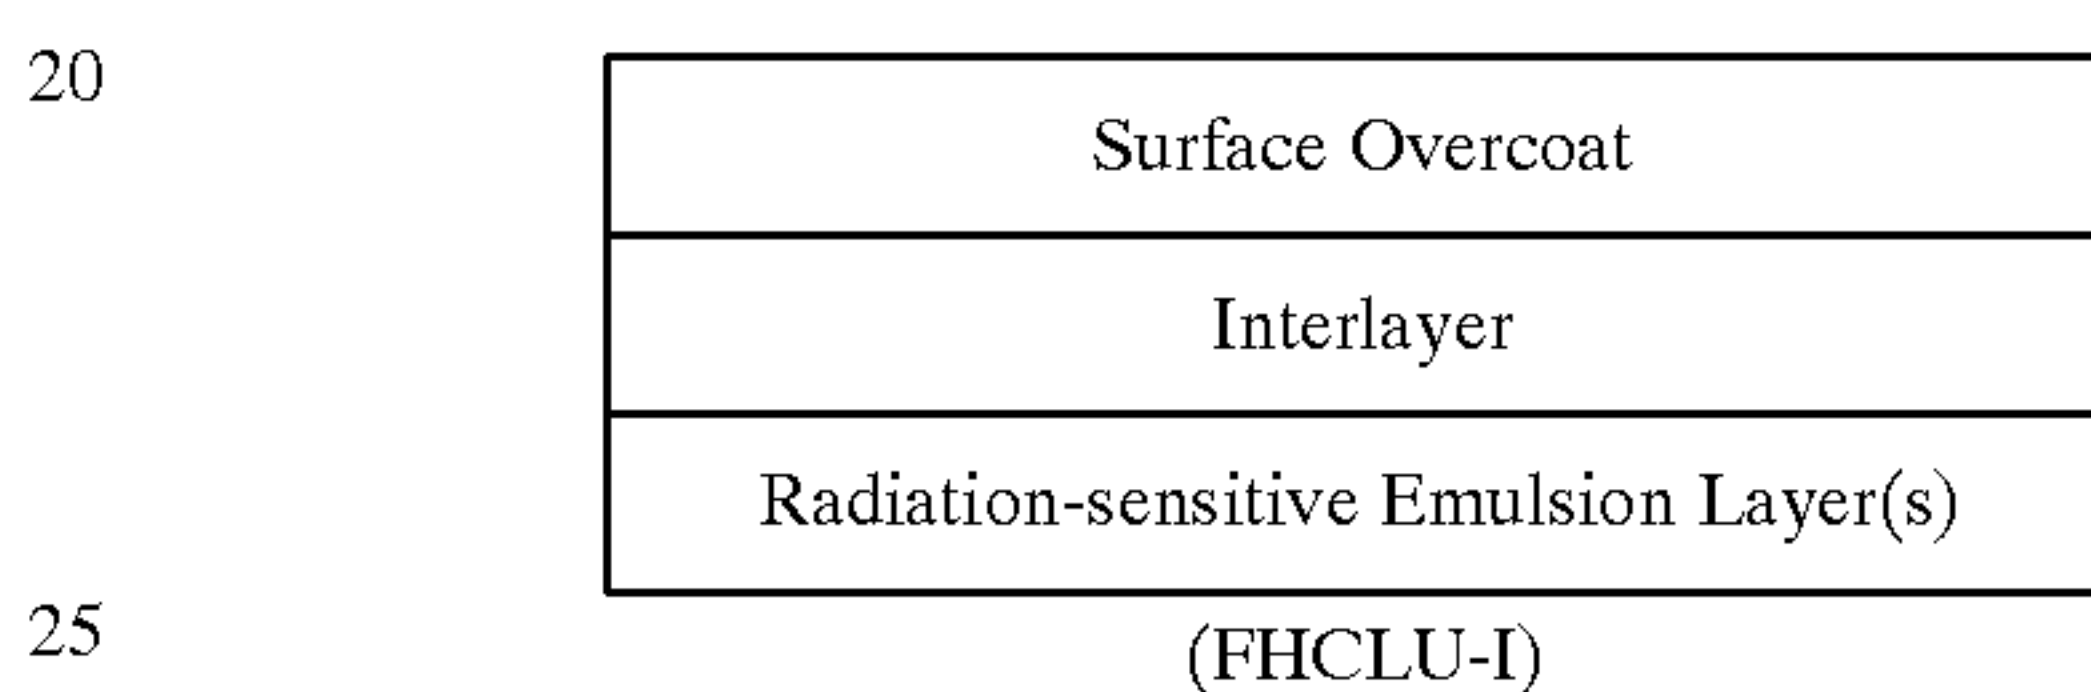 20
Surface Overcoat
Interlayer
Radiation-sensitive Emulsion Layer(s)
25
(FHCLU-I)